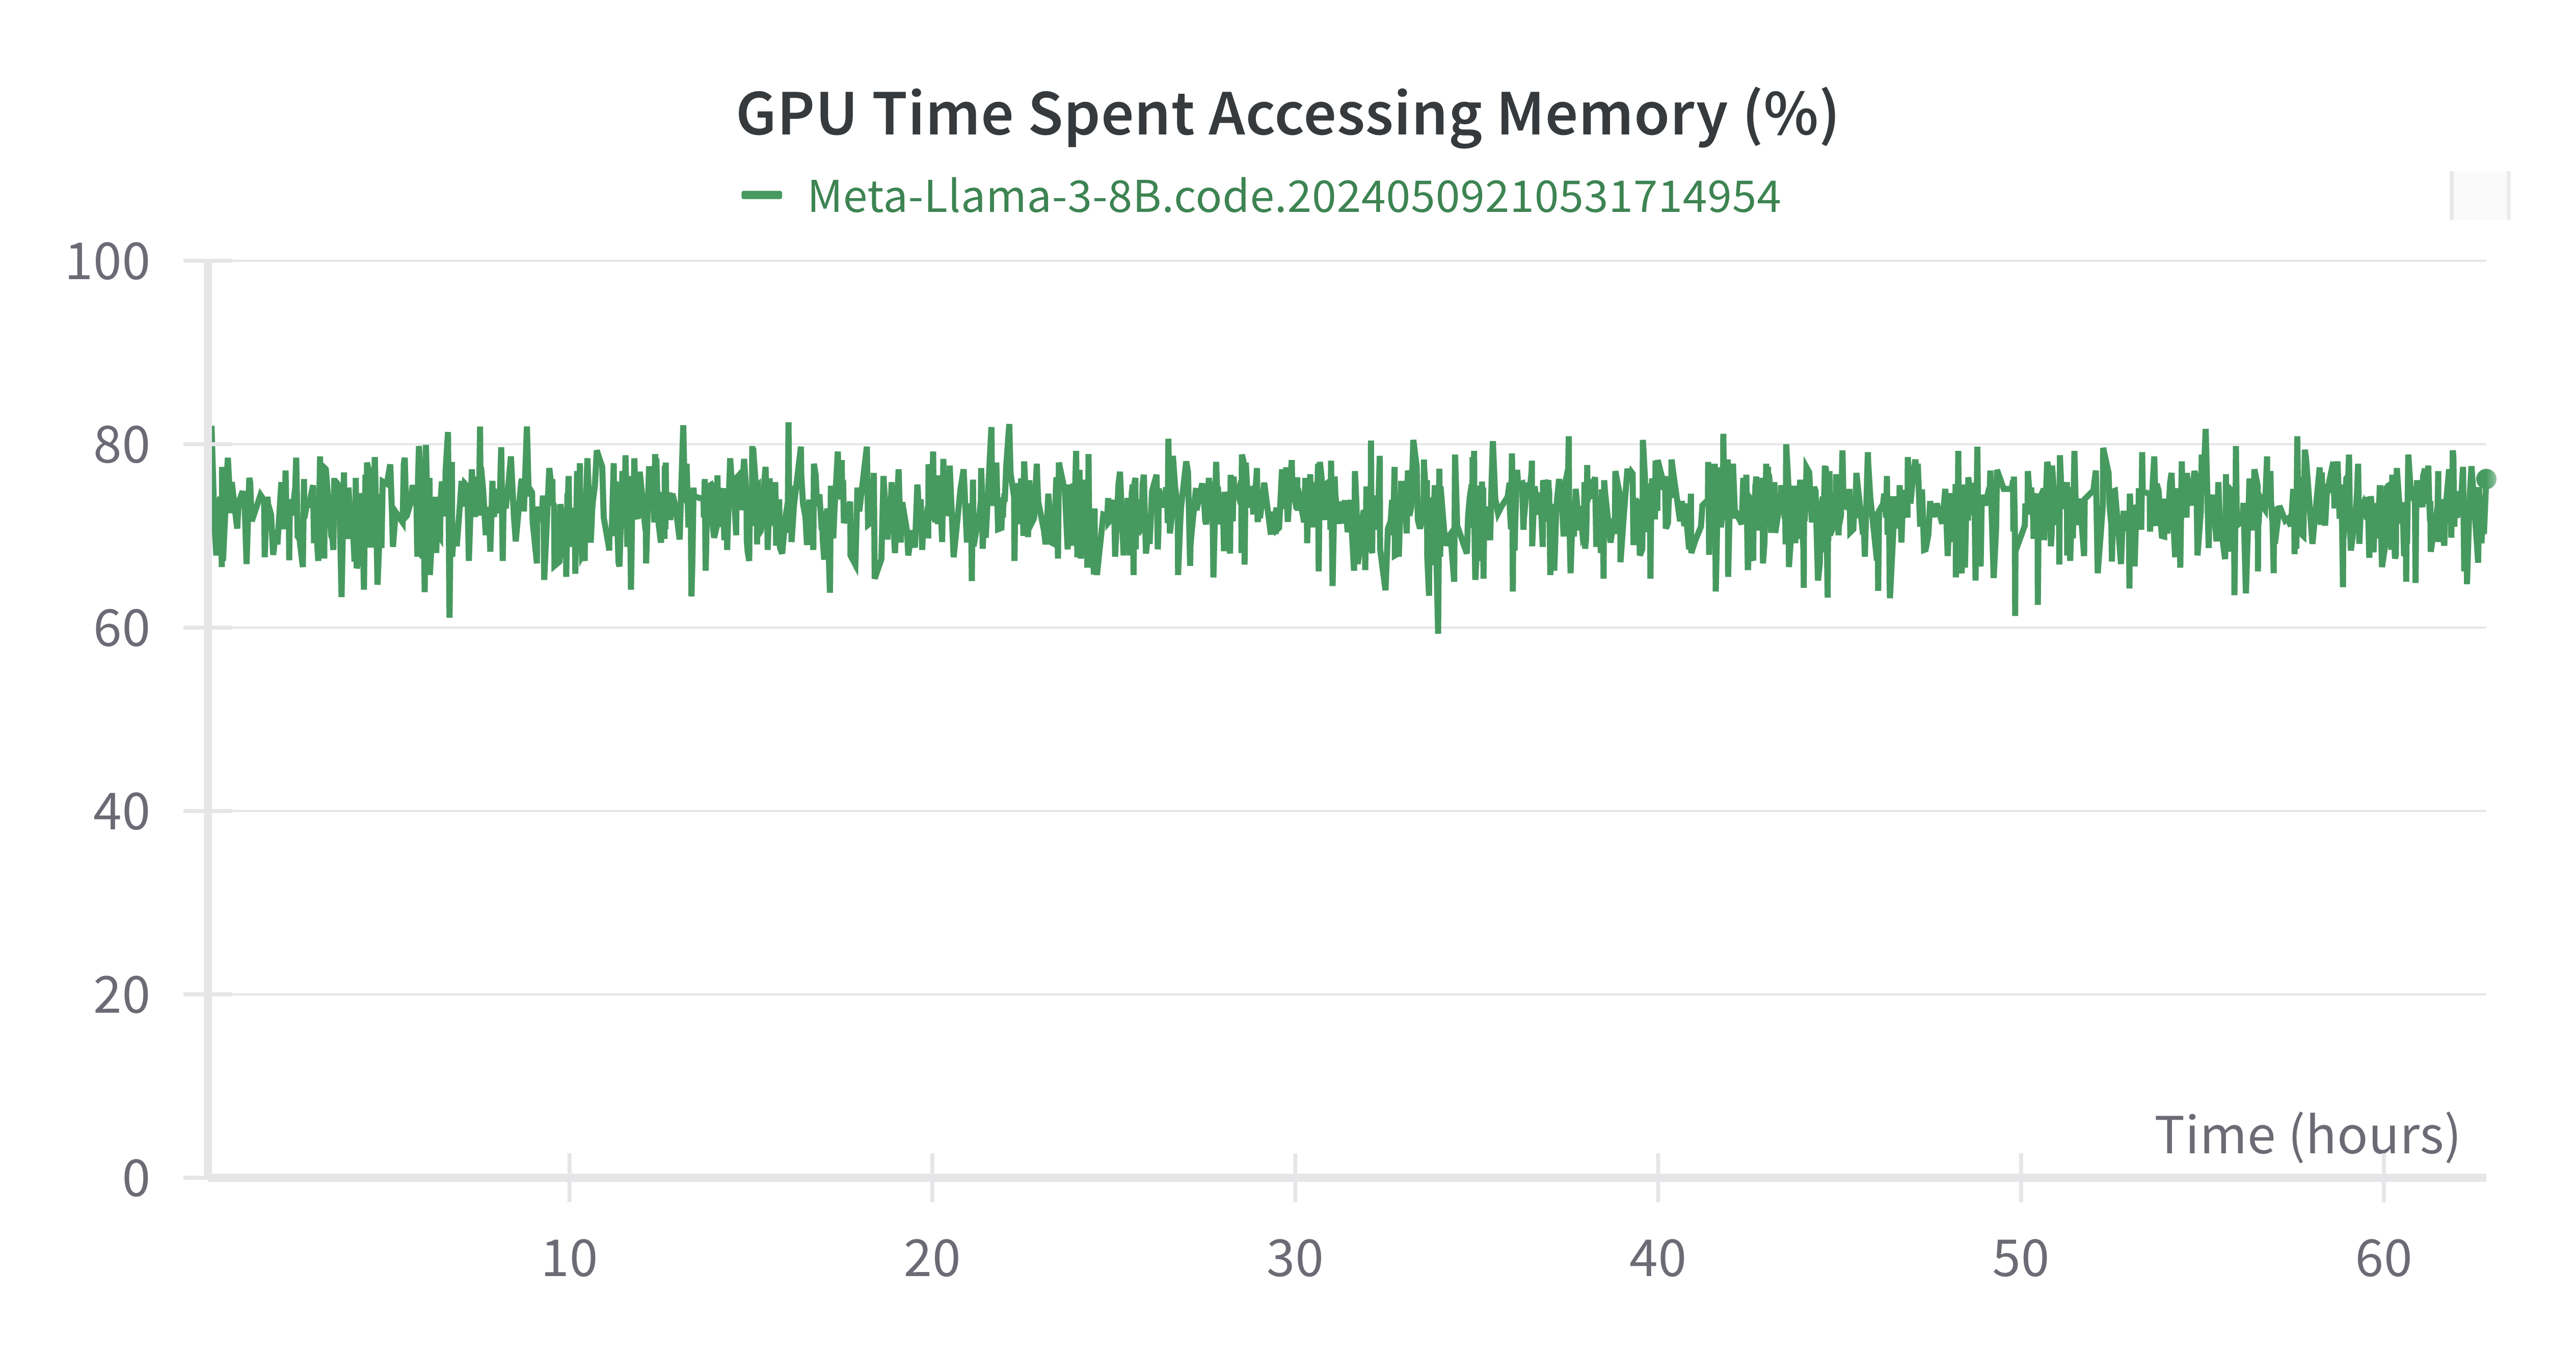 GPU Time Spent Accessing Memory (%)
Meta-Llama-3-8B.code.20240509210531714954
100
80
60
40
20
0
Time (hours)
10 20 30 40 50 60